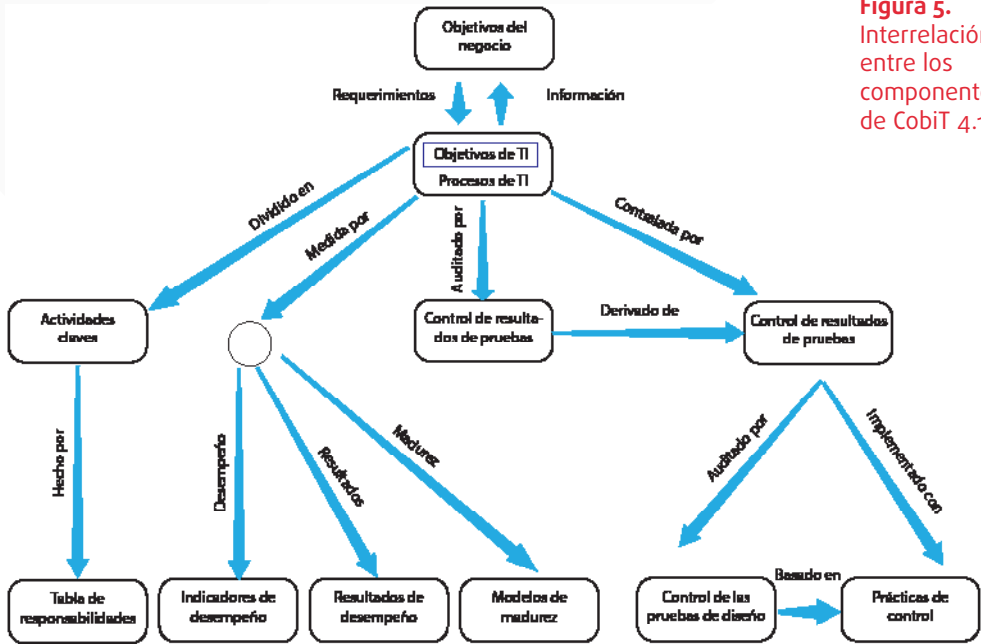 Figura 5.
Interrelación
entre los
component
de CobiT 4.1
Objetivos del
negocio
Requerimientos
Información
Objetivos de TI
Procesos de TI
Dividido en
Medida por
Auditado por
Contralada por
Actividades
claves
Control de resulta-
dos de pruebas
Derivado de
Control de resultados
de pruebas
Hecho por
Desempeño
Resultados
Madurez
Auditado por
Implementado con
Tabla de
responsabilidades
Indicadores de
desempeño
Resultados de
desempeño
Modelos de
madurez
Control de las
pruebas de diseño
Basado en
Prácticas de
control